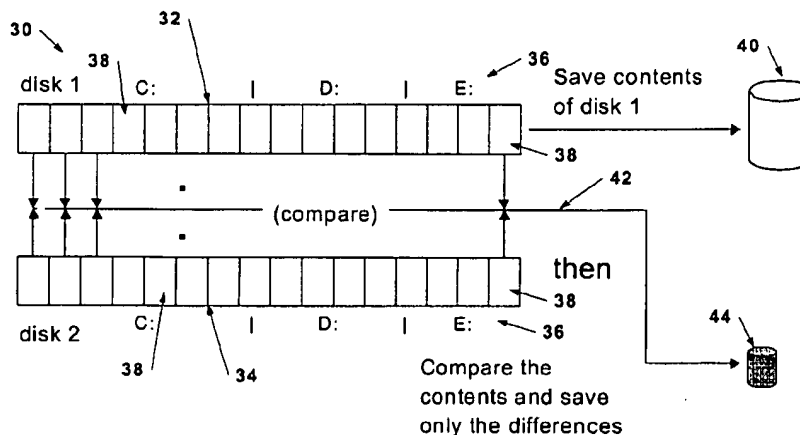 30
32
36
40
38
C: | D: | E:
disk 1
Save contents
of disk 1
38
42
(compare)
then
38
disk 2
C: | D: | E:
36
44
38
34
Compare the
contents and save
only the differences